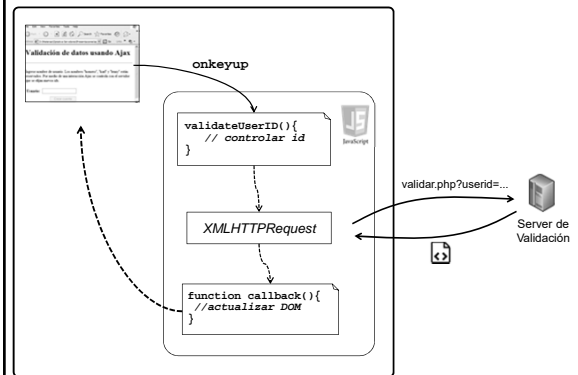 Validación de datos usando Ajax
onkeyup
validateUserID(){
// controlar id
}
JS
JavaScript
XMLHTTPRequest
validar.php?userid=...
Server de
Validación
function callback(){
//actualizar DOM
}